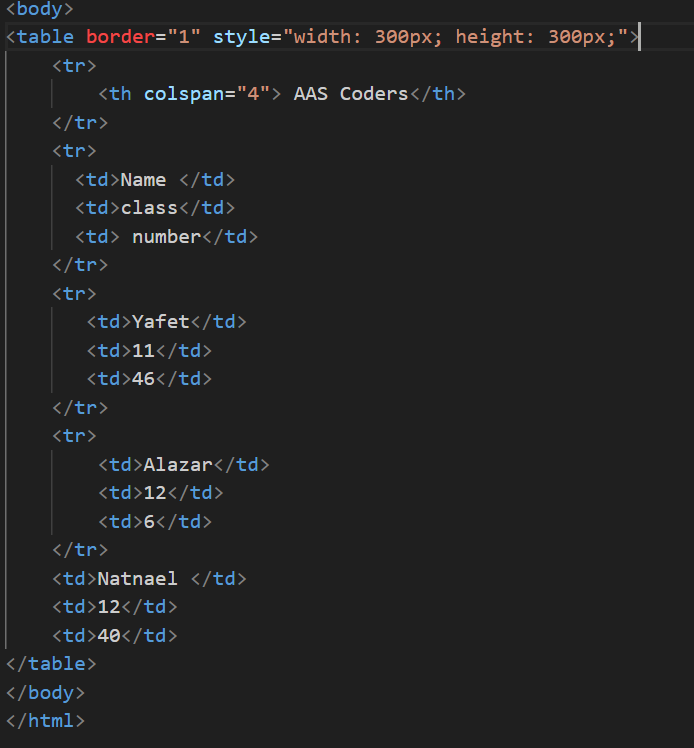 <body>
<table border="1" style="width: 300px; height: 300px;">
    <tr>
        <th colspan="4"> AAS Coders</th>
    </tr>
    <tr>
      <td>Name </td>
      <td>class</td>
      <td> number</td>
    </tr>
    <tr>
       <td>Yafet</td>
       <td>11</td>
       <td>46</td>
    </tr>
    <tr>
        <td>Alazar</td>
        <td>12</td>
        <td>6</td>
    </tr>
    <td>Natnael </td>
    <td>12</td>
    <td>40</td>
</table>
</body>
</html>